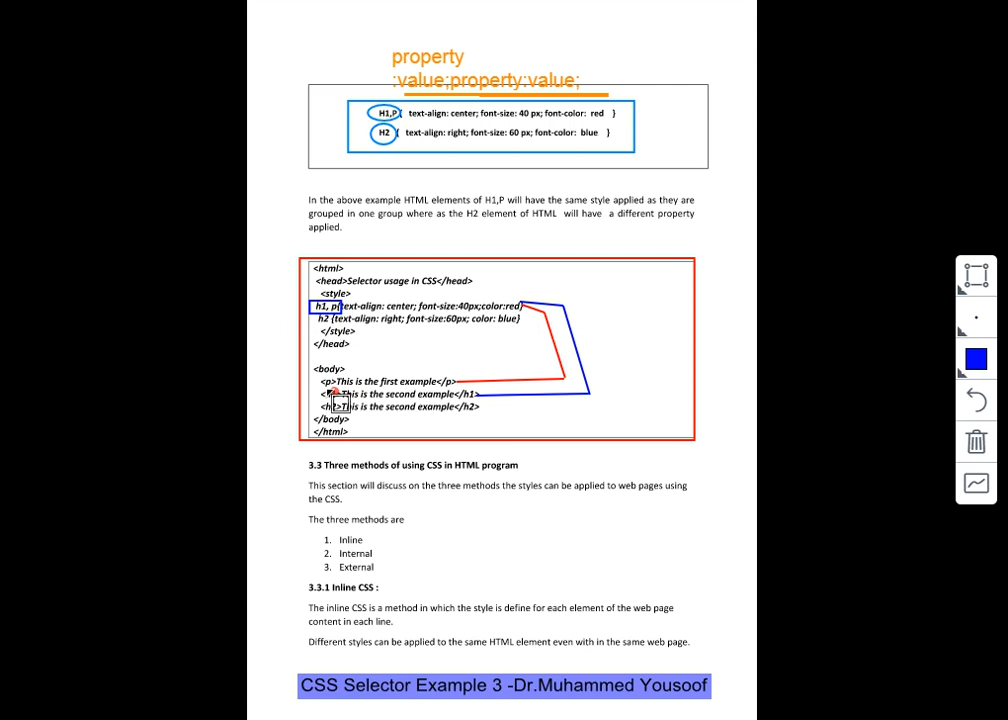 property
:value;property:value;
H1,P{ text-align: center; font-size: 40 px; font-color: red }
H2 { text-align: right; font-size: 60 px; font-color: blue }
In the above example HTML elements of H1,P will have the same style applied as they are
grouped in one group where as the H2 element of HTML will have a different property
applied.
<html>
<head>Selector usage in CSS</head>
<style>
h1, p{text-align: center; font-size:40px;color:red}
h2 {text-align: right; font-size:60px; color: blue}
</style>
</head>
<body>
<p>This is the first example</p>
This is the second example</h1>
<h2>This is the second example</h2>
</body>
</html>
3.3 Three methods of using CSS in HTML program
This section will discuss on the three methods the styles can be applied to web pages using
the CSS.
The three methods are
1. Inline
2. Internal
3. External
3.3.1 Inline CSS :
The inline CSS is a method in which the style is define for each element of the web page
content in each line.
Different styles can be applied to the same HTML element even with in the same web page.
CSS Selector Example 3 -Dr.Muhammed Yousoof